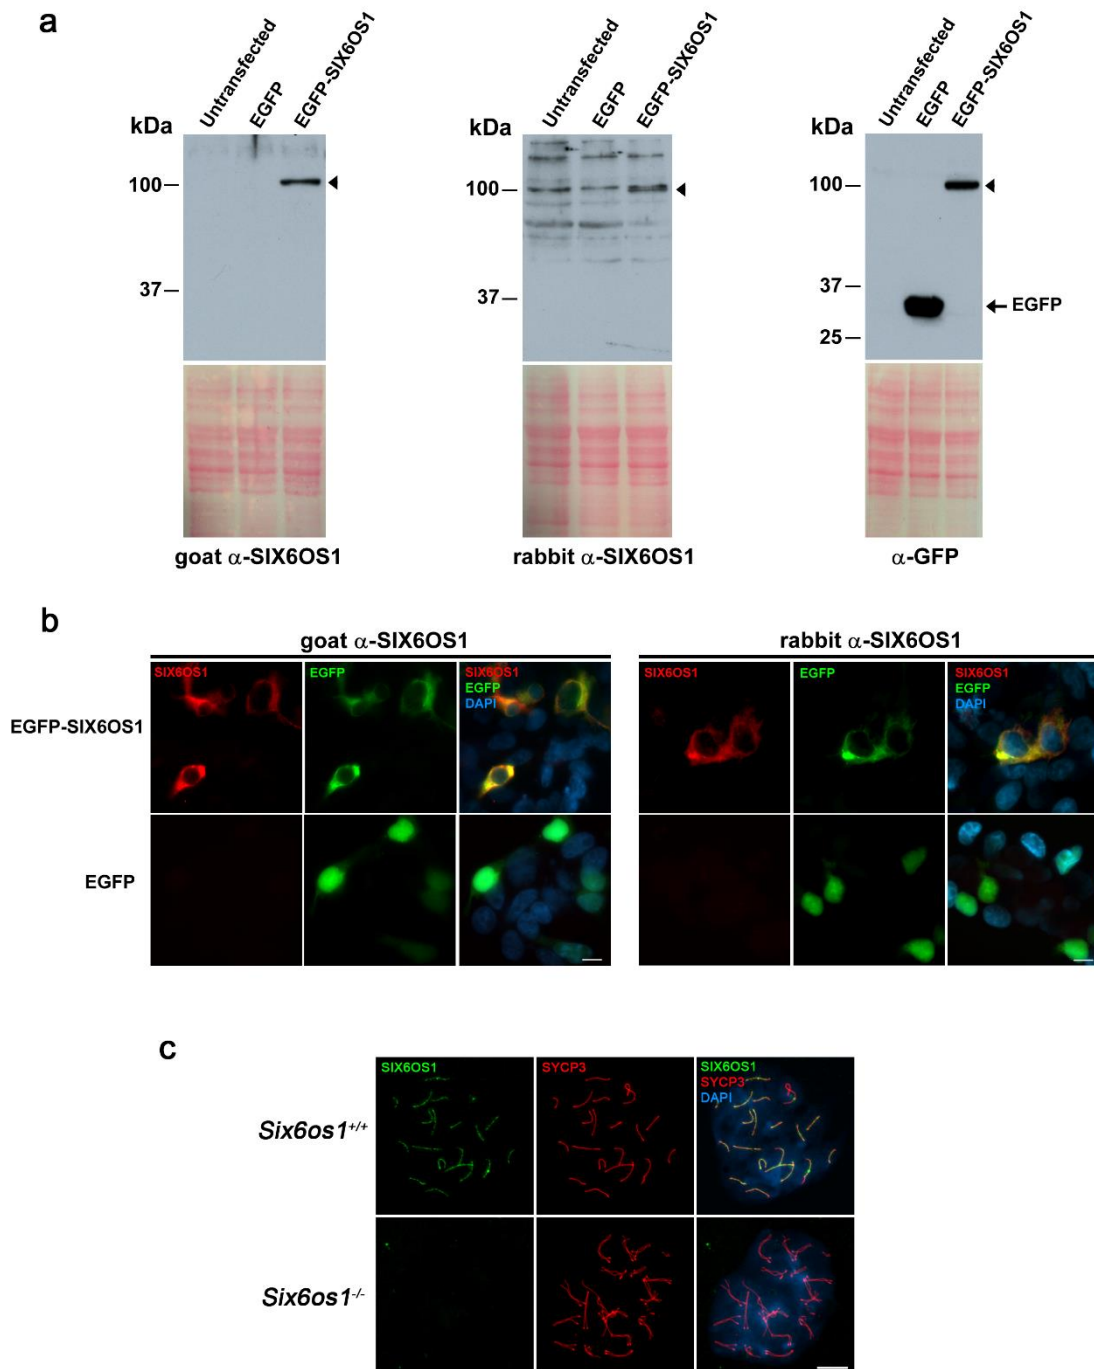 a
Untransfected
EGFP
EGFP-SIX6OS1
kDa
100
37
goat α-SIX6OS1
Untransfected
EGFP
EGFP-SIX6OS1
kDa
100
37
rabbit α-SIX6OS1
Untransfected
EGFP
EGFP-SIX6OS1
kDa
100
37
25
EGFP
α-GFP
b
goat α-SIX6OS1
rabbit α-SIX6OS1
EGFP-SIX6OS1
SIX6OS1
EGFP
SIX6OS1
EGFP
DAPI
SIX6OS1
EGFP
SIX6OS1
EGFP
DAPI
EGFP
c
Six6os1+/+
SIX6OS1
SYCP3
SIX6OS1
SYCP3
DAPI
Six6os1-/-